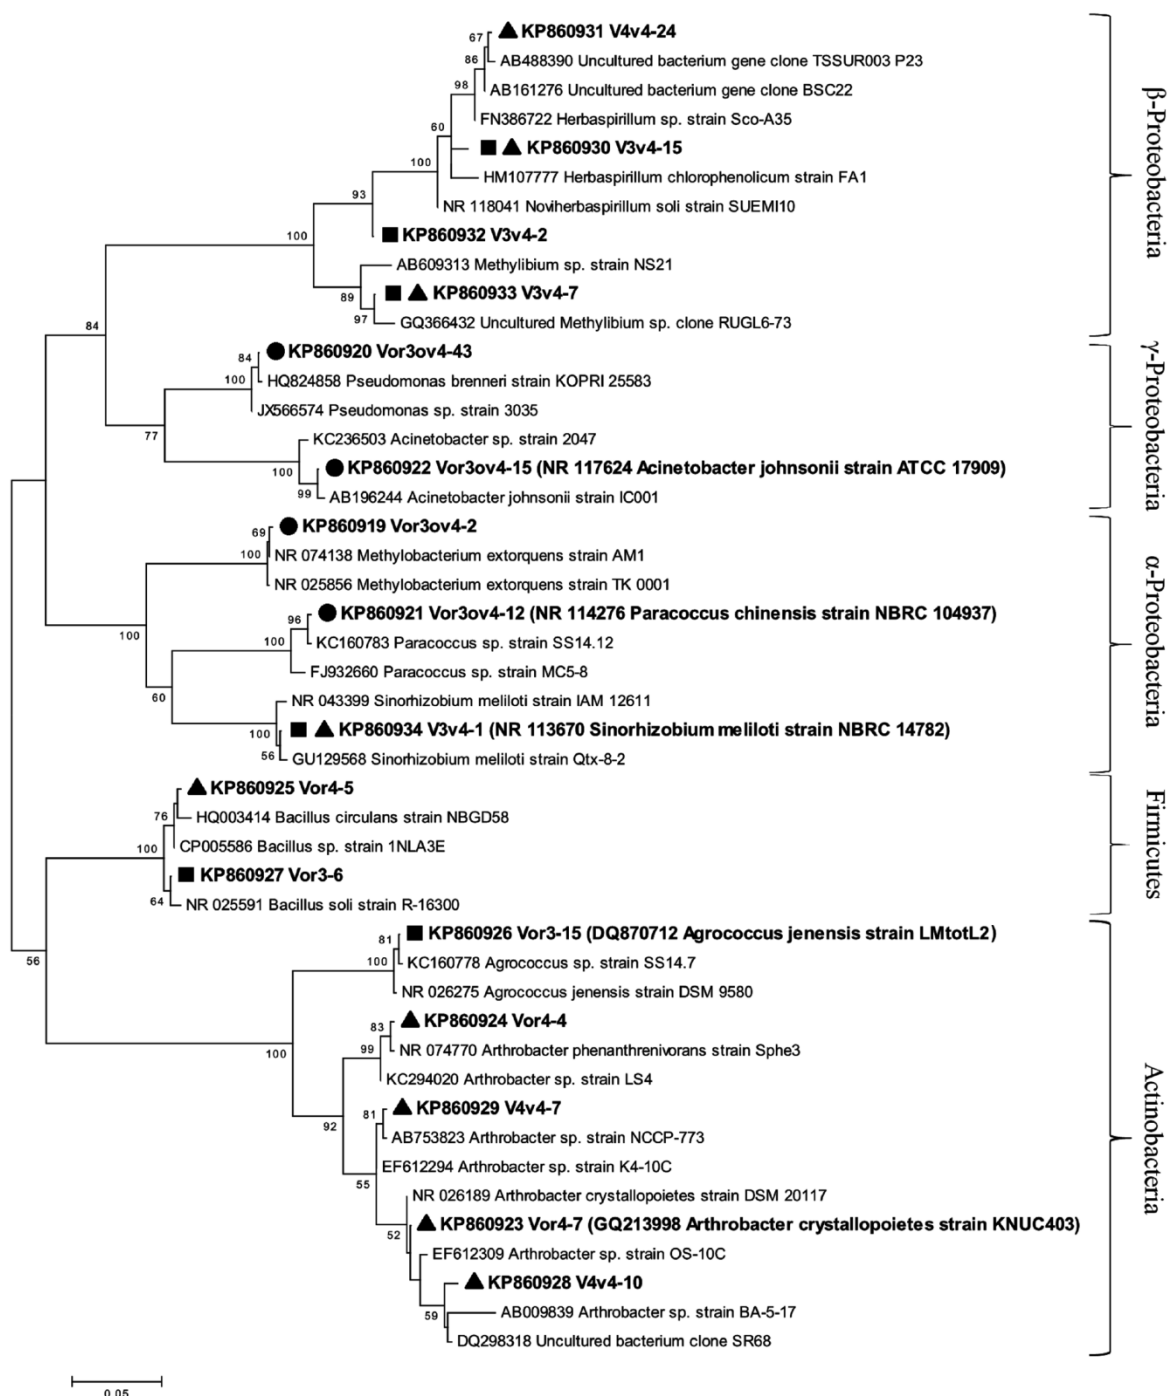 KP860931 V4v4-24
67
AB488390 Uncultured bacterium gene clone TSSUR003 P23
86
AB161276 Uncultured bacterium gene clone BSC22
98
FN386722 Herbaspirillum sp. strain Sco-A35
60
KP860930 V3v4-15
100
HM107777 Herbaspirillum chlorophenolicum strain FA1
93
NR 118041 Noviherbaspirillum soli strain SUEMI10
100
KP860932 V3v4-2
AB609313 Methylibium sp. strain NS21
89
KP860933 V3v4-7
97
GQ366432 Uncultured Methylibium sp. clone RUGL6-73
β-Proteobacteria
84
KP860920 Vor3ov4-43
84
HQ824858 Pseudomonas brenneri strain KOPRI 25583
100
JX566574 Pseudomonas sp. strain 3035
77
KC236503 Acinetobacter sp. strain 2047
100
KP860922 Vor3ov4-15 (NR 117624 Acinetobacter johnsonii strain ATCC 17909)
99
AB196244 Acinetobacter johnsonii strain IC001
γ-Proteobacteria
KP860919 Vor3ov4-2
69
NR 074138 Methylobacterium extorquens strain AM1
100
NR 025856 Methylobacterium extorquens strain TK 0001
KP860921 Vor3ov4-12 (NR 114276 Paracoccus chinensis strain NBRC 104937)
96
100
KC160783 Paracoccus sp. strain SS14.12
100
FJ932660 Paracoccus sp. strain MC5-8
60
NR 043399 Sinorhizobium meliloti strain IAM 12611
100
KP860934 V3v4-1 (NR 113670 Sinorhizobium meliloti strain NBRC 14782)
56
GU129568 Sinorhizobium meliloti strain Qtx-8-2
α-Proteobacteria
KP860925 Vor4-5
76
HQ003414 Bacillus circulans strain NBGD58
100
CP005586 Bacillus sp. strain 1NLA3E
KP860927 Vor3-6
64
NR 025591 Bacillus soli strain R-16300
Firmicutes
56
KP860926 Vor3-15 (DQ870712 Agrococcus jenensis strain LMtotL2)
81
100
KC160778 Agrococcus sp. strain SS14.7
NR 026275 Agrococcus jenensis strain DSM 9580
100
KP860924 Vor4-4
83
99
NR 074770 Arthrobacter phenanthrenivorans strain Sphe3
KC294020 Arthrobacter sp. strain LS4
92
KP860929 V4v4-7
81
AB753823 Arthrobacter sp. strain NCCP-773
EF612294 Arthrobacter sp. strain K4-10C
55
NR 026189 Arthrobacter crystallopoietes strain DSM 20117
KP860923 Vor4-7 (GQ213998 Arthrobacter crystallopoietes strain KNUC403)
52
EF612309 Arthrobacter sp. strain OS-10C
KP860928 V4v4-10
59
AB009839 Arthrobacter sp. strain BA-5-17
DQ298318 Uncultured bacterium clone SR68
Actinobacteria
0.05